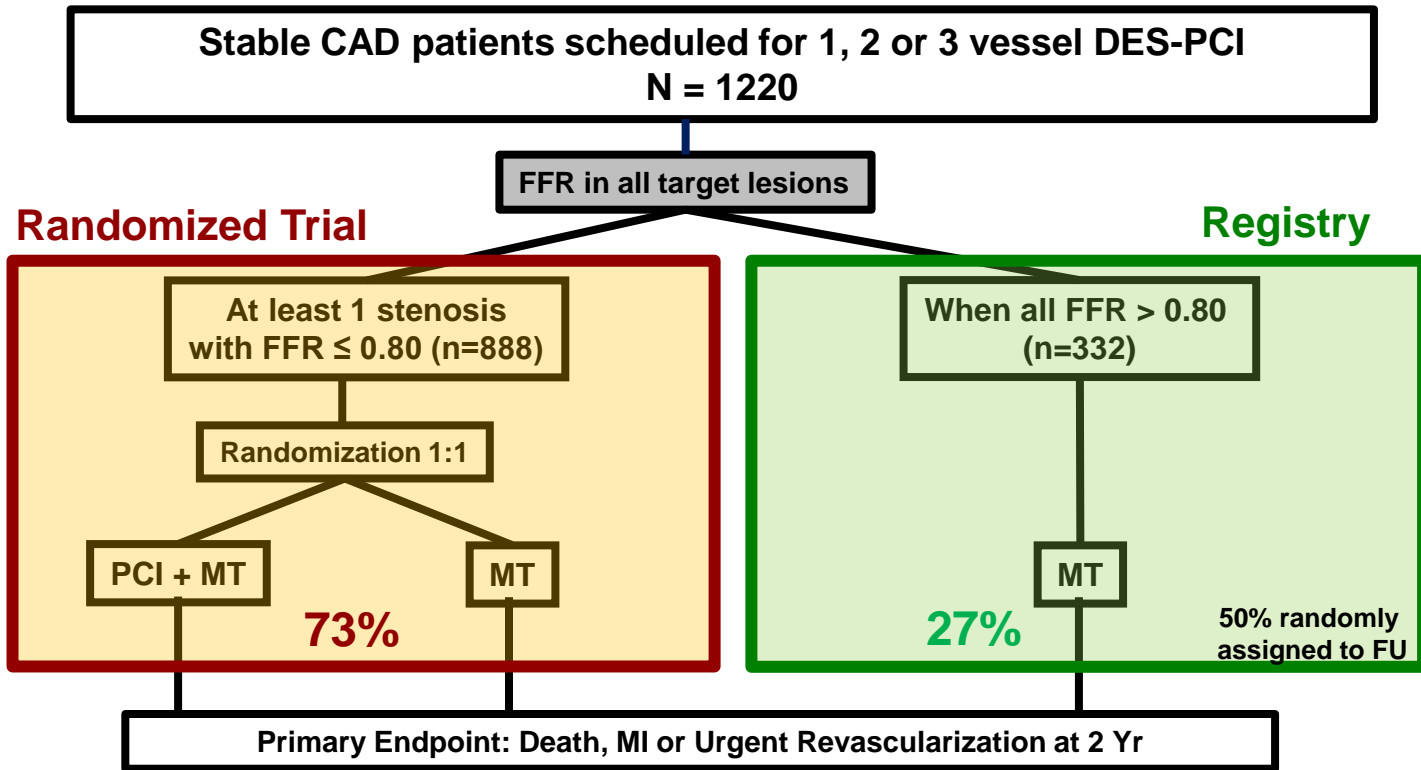 Stable CAD patients scheduled for 1, 2 or 3 vessel DES-PCI
N = 1220
FFR in all target lesions
Randomized Trial
Registry
At least 1 stenosis
with FFR ≤ 0.80 (n=888)
When all FFR > 0.80
(n=332)
Randomization 1:1
PCI + MT
MT
MT
73%
27%
50% randomly
assigned to FU
Primary Endpoint: Death, MI or Urgent Revascularization at 2 Yr